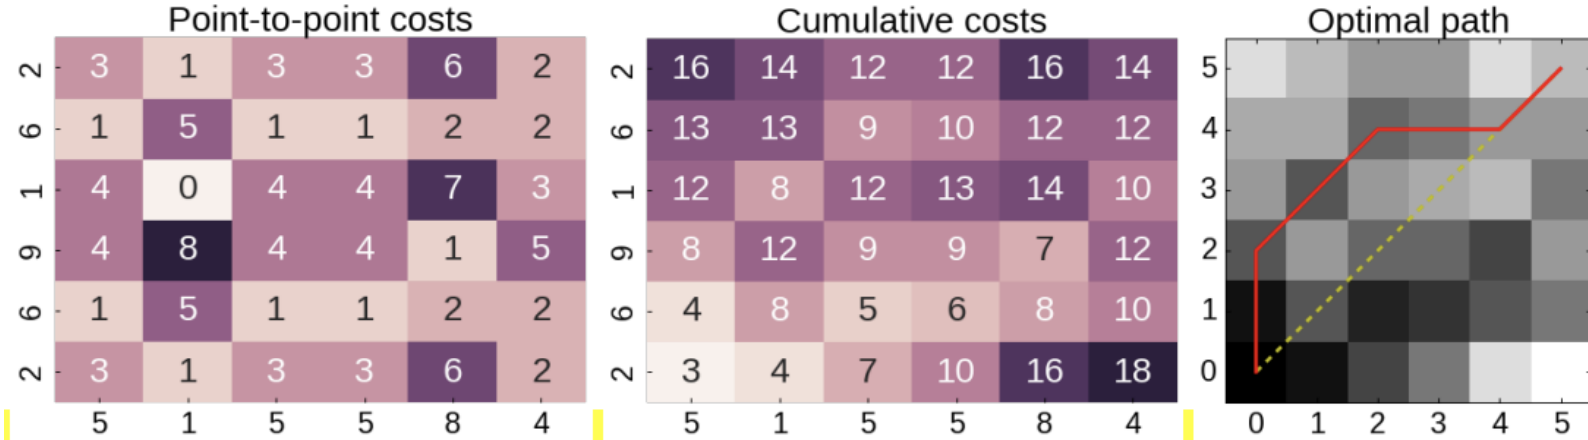 Point-to-point costs Cumulative costs Optimal path
2 3 1 3 3 6 2 2 16 14 12 12 16 14 5
6 1 5 1 1 2 2 6 13 13 9 10 12 12 4
1 4 0 4 4 7 3 1 12 8 12 13 14 10 3
9 4 8 4 4 1 5 9 8 12 9 9 7 12 2
6 1 5 1 1 2 2 6 4 8 5 6 8 10 1
2 3 1 3 3 6 2 2 3 4 7 10 16 18 0
5 1 5 5 8 4 5 1 5 5 8 4 0 1 2 3 4 5